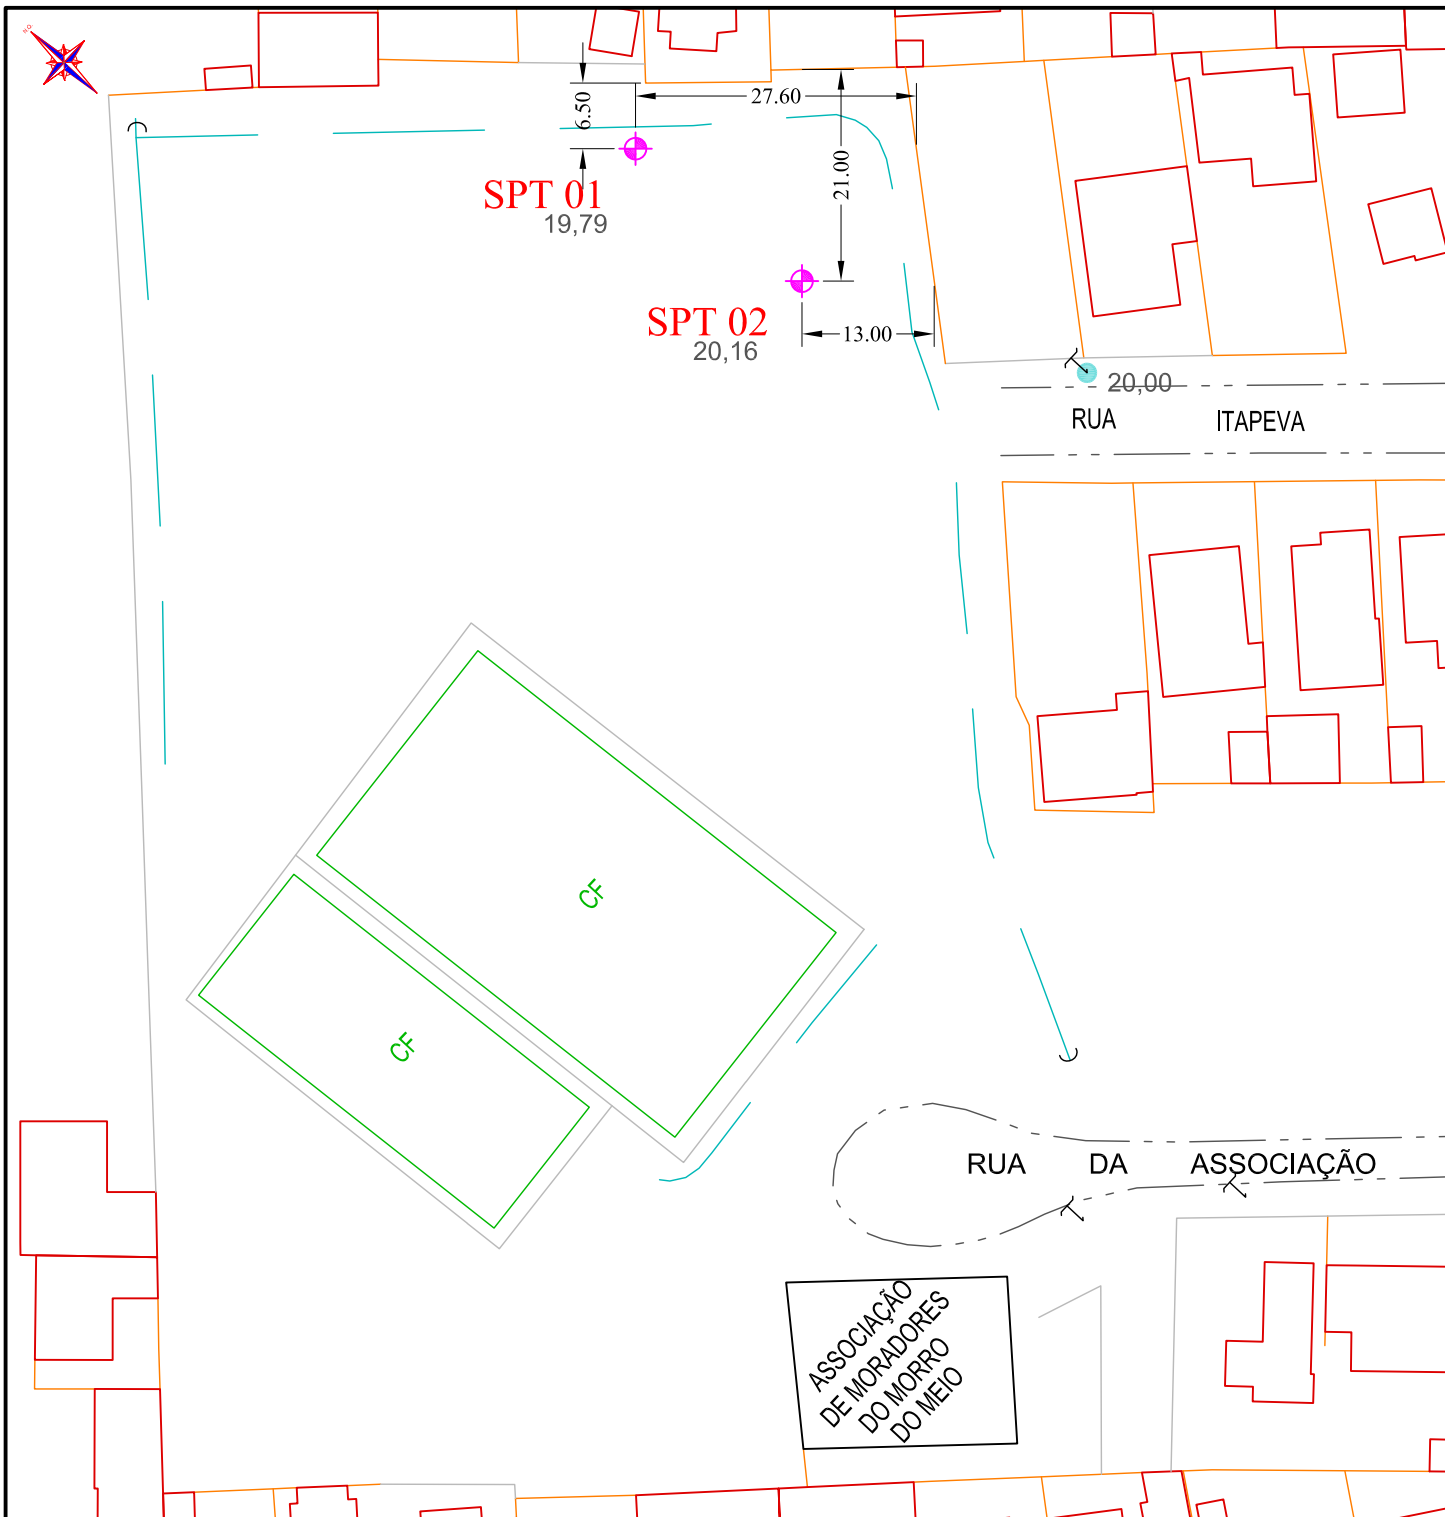 27.60
6.50
21.00
SPT 01
19,79
SPT 02
20,16
13.00
20,00
RUA ITAPEVA
CF
CF
RUA DA ASSOCIAÇÃO
ASSOCIAÇÃO
DE MORADORES
DO MORRO
DO MEIO